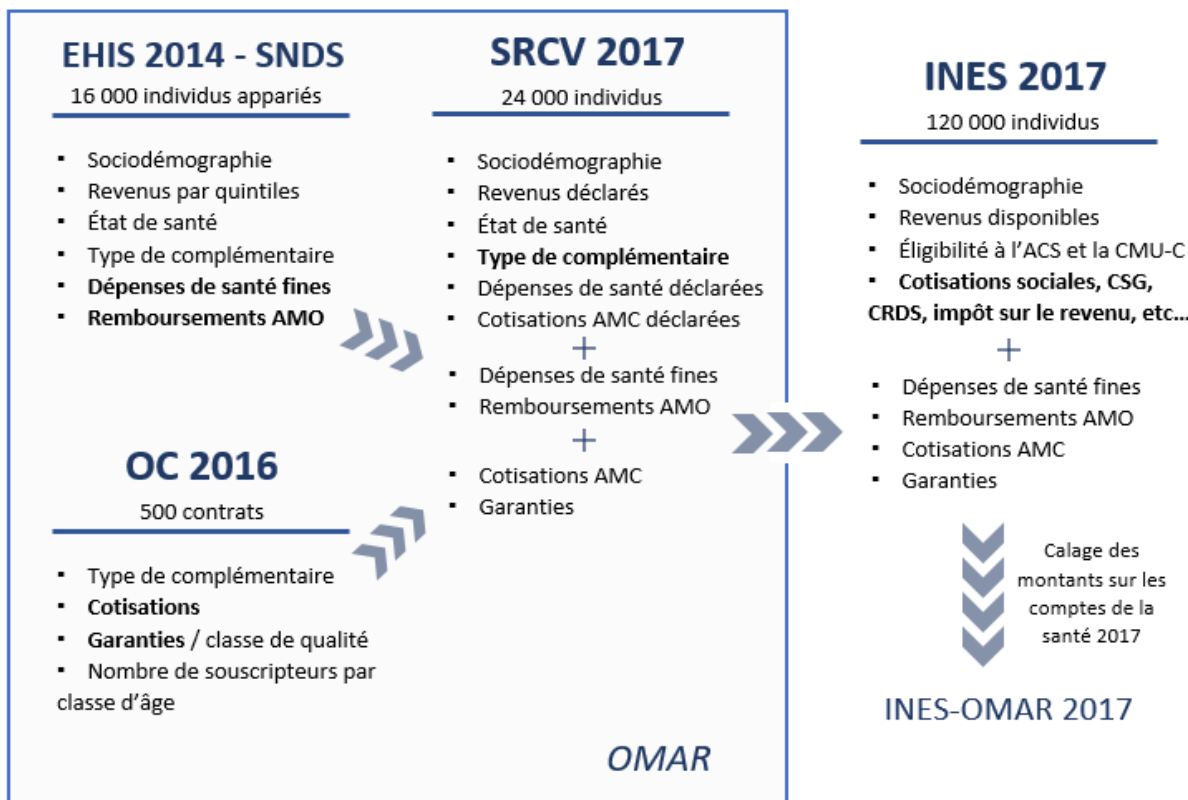 EHIS 2014 - SNDS
16 000 individus appariés
▪ Sociodémographie
▪ Revenus par quintiles
▪ État de santé
▪ Type de complémentaire
▪ Dépenses de santé fines
▪ Remboursements AMO
OC 2016
500 contrats
▪ Type de complémentaire
▪ Cotisations
▪ Garanties / classe de qualité
▪ Nombre de souscripteurs par
classe d'âge
SRCV 2017
24 000 individus
▪ Sociodémographie
▪ Revenus déclarés
▪ État de santé
▪ Type de complémentaire
▪ Dépenses de santé déclarées
▪ Cotisations AMC déclarées
+
▪ Dépenses de santé fines
▪ Remboursements AMO
+
▪ Cotisations AMC
▪ Garanties
OMAR
INES 2017
120 000 individus
▪ Sociodémographie
▪ Revenus disponibles
▪ Éligibilité à l'ACS et la CMU-C
▪ Cotisations sociales, CSG,
CRDS, impôt sur le revenu, etc...
+
▪ Dépenses de santé fines
▪ Remboursements AMO
▪ Cotisations AMC
▪ Garanties
Calage des
montants sur les
comptes de la
santé 2017
INES-OMAR 2017